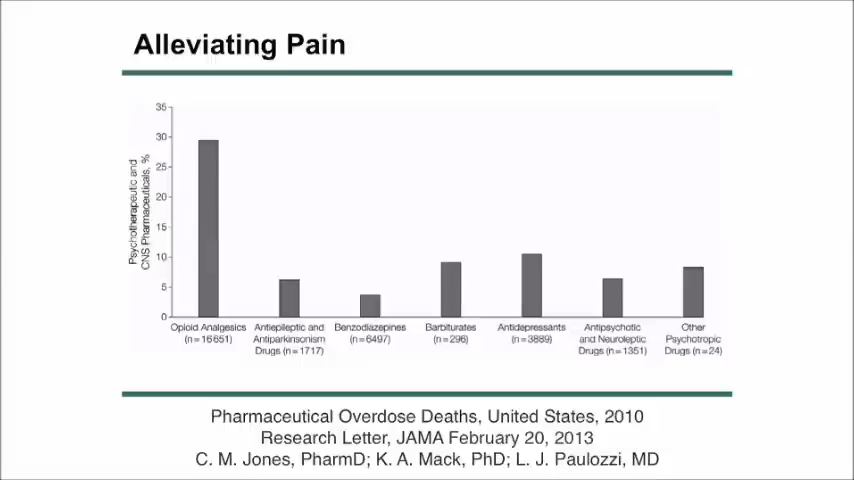 Alleviating Pain
Psychotherapeutic and
CNS Pharmaceuticals, %
35
30
25
20
15
10
5
0
Opioid Analgesics
(n=16651)
Antiepileptic and
Antiparkinsonism
Drugs (n=1717)
Benzodiazepines
(n=6497)
Barbiturates
(n=296)
Antidepressants
(n=3889)
Antipsychotic
and Neuroleptic
Drugs (n=1351)
Other
Psychotropic
Drugs (n=24)
Pharmaceutical Overdose Deaths, United States, 2010
Research Letter, JAMA February 20, 2013
C. M. Jones, PharmD; K. A. Mack, PhD; L. J. Paulozzi, MD